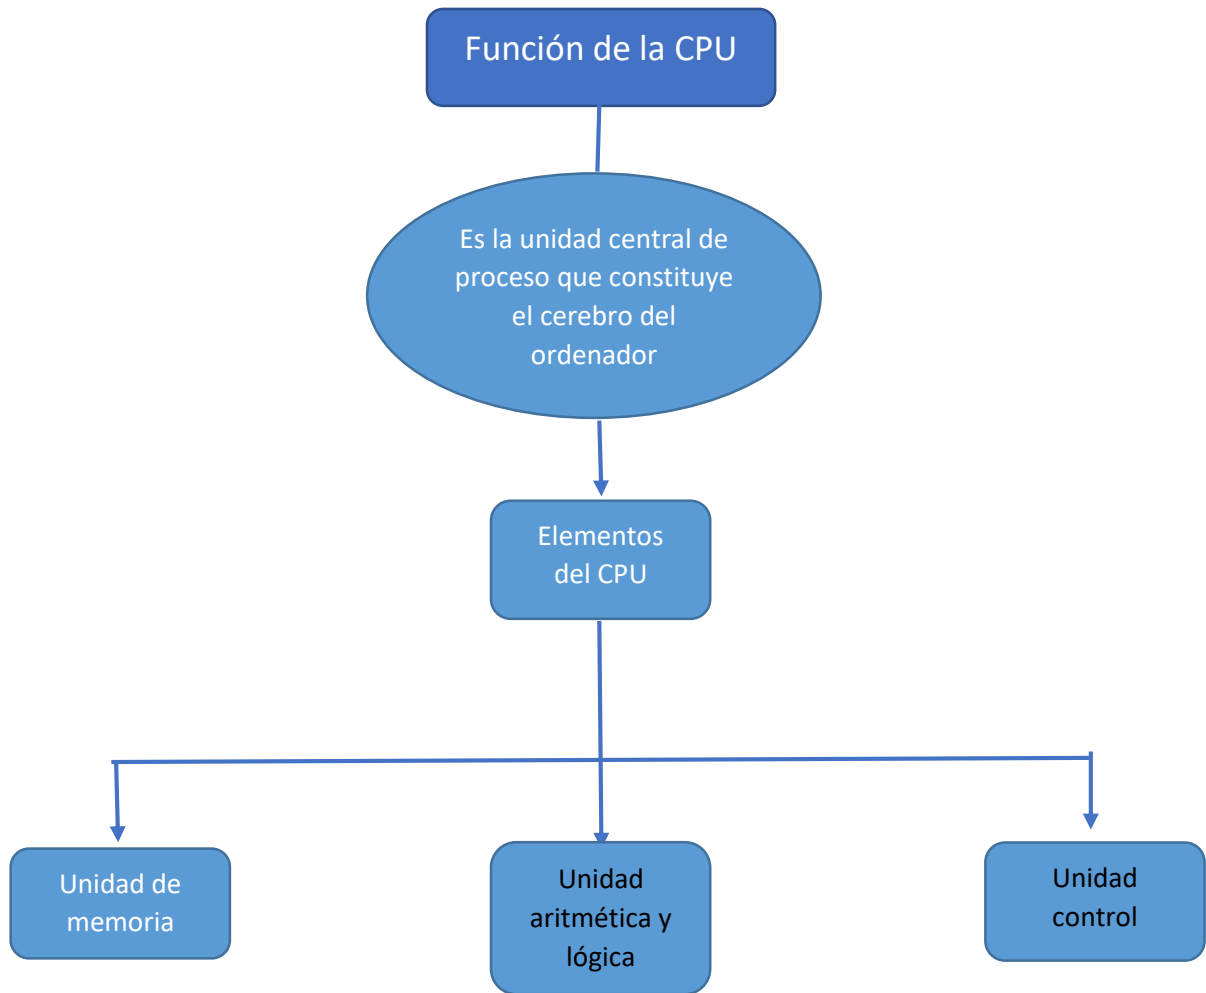 Función de la CPU
Es la unidad central de
proceso que constituye
el cerebro del
ordenador
Elementos
del CPU
Unidad de
memoria
Unidad
aritmética y
lógica
Unidad
control